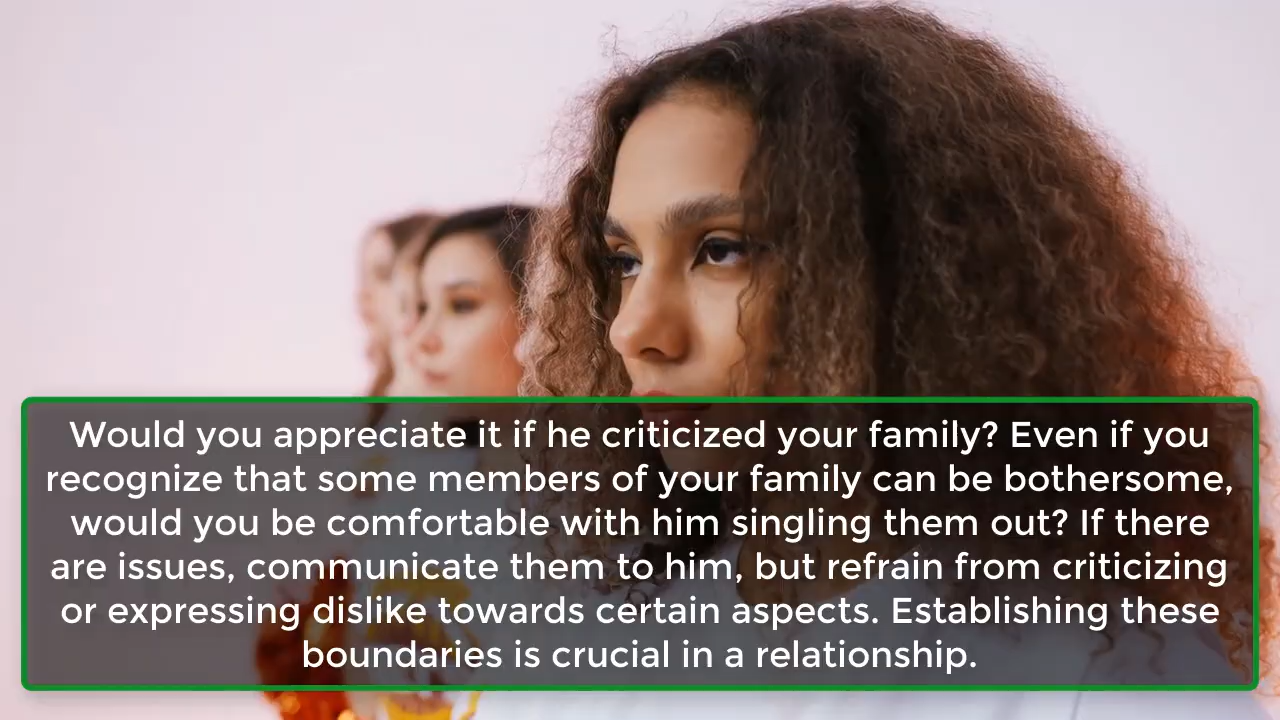 Would you appreciate it if he criticized your family? Even if you
recognize that some members of your family can be bothersome,
would you be comfortable with him singling them out? If there
are issues, communicate them to him, but refrain from criticizing
or expressing dislike towards certain aspects. Establishing these
boundaries is crucial in a relationship.